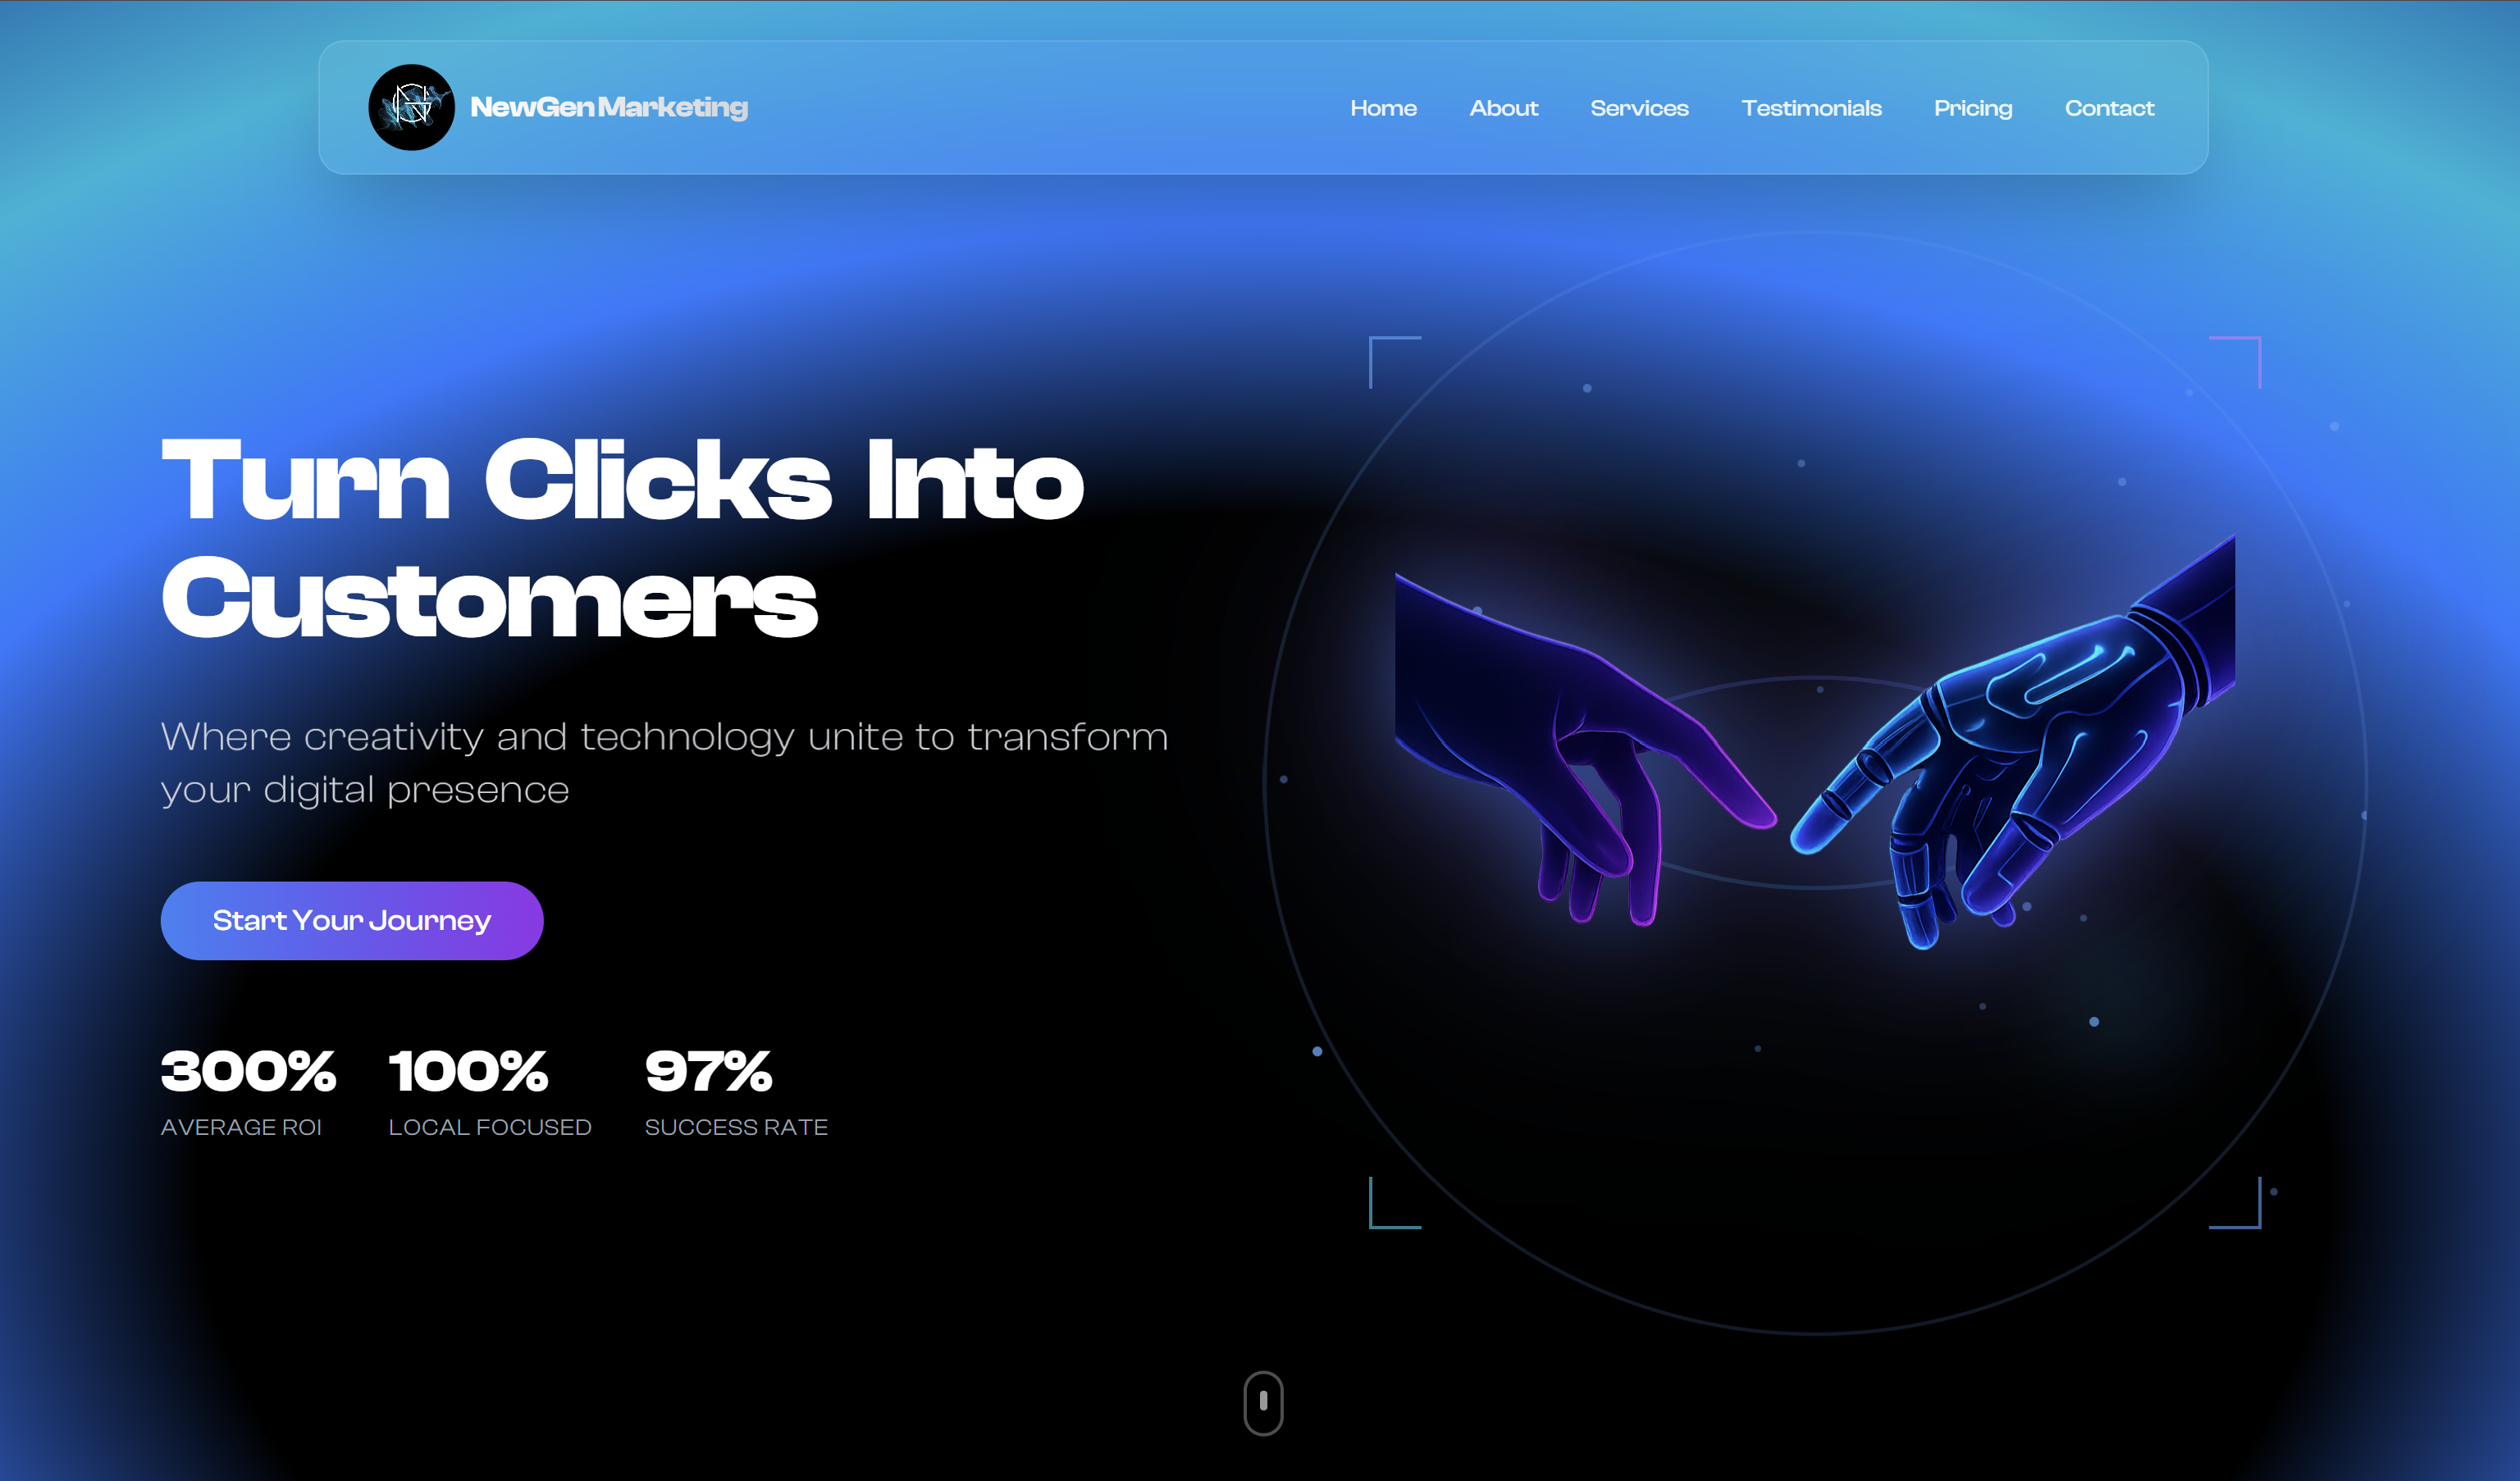 NewGen Marketing
Home About Services Testimonials Pricing Contact
Turn Clicks Into
Customers
Where creativity and technology unite to transform
your digital presence
Start Your Journey
300% 100% 97%
AVERAGE ROI LOCAL FOCUSED SUCCESS RATE